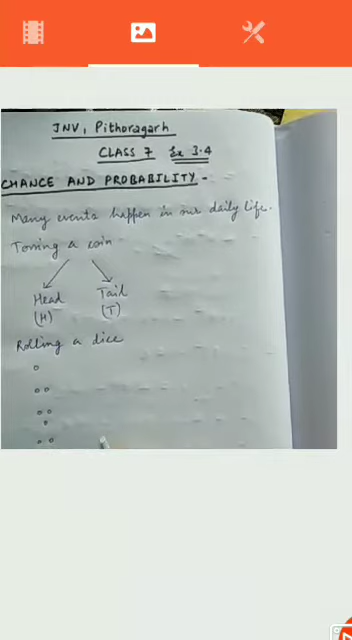 JNV, Pithoragarh
CLASS 7 Ex 3.4
CHANCE AND PROBABILITY -
Many events happen in our daily life.
Tossing a coin
Head Tail
(H) (T)
Rolling a dice